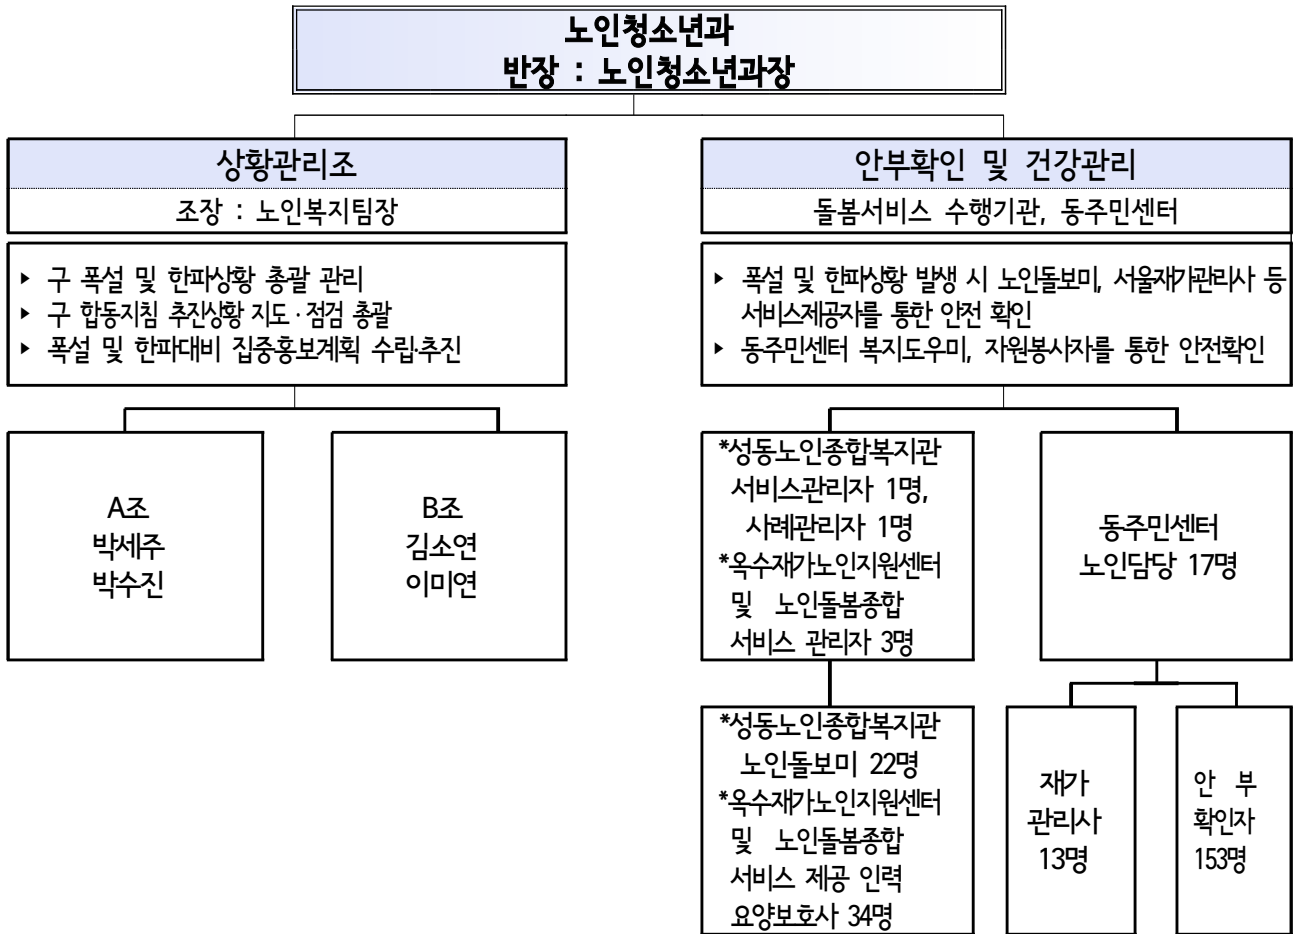 노인청소년과
반장 : 노인청소년과장
상황관리조
조장 : 노인복지팀장
▸ 구 폭설 및 한파상황 총괄 관리
▸ 구 합동지침 추진상황 지도·점검 총괄
▸ 폭설 및 한파대비 집중홍보계획 수립·추진
A조
박세주
박수진
B조
김소연
이미연
안부확인 및 건강관리
돌봄서비스 수행기관, 동주민센터
▸ 폭설 및 한파상황 발생 시 노인돌보미, 서울재가관리사 등
서비스제공자를 통한 안전 확인
▸ 동주민센터 복지도우미, 자원봉사자를 통한 안전확인
*성동노인종합복지관
서비스관리자 1명,
사례관리자 1명
*옥수재가노인지원센터
및 노인돌봄종합
서비스 관리자 3명
동주민센터
노인담당 17명
*성동노인종합복지관
노인돌보미 22명
*옥수재가노인지원센터
및 노인돌봄종합
서비스 제공 인력
요양보호사 34명
재가
관리사
13명
안 부
확인자
153명